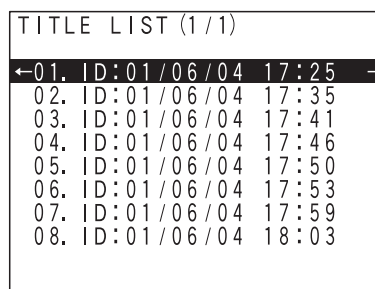 TITLE LIST (1/1)
←01. ID:01/06/04 17:25 –
02. ID:01/06/04 17:35
03. ID:01/06/04 17:41
04. ID:01/06/04 17:46
05. ID:01/06/04 17:50
06. ID:01/06/04 17:53
07. ID:01/06/04 17:59
08. ID:01/06/04 18:03